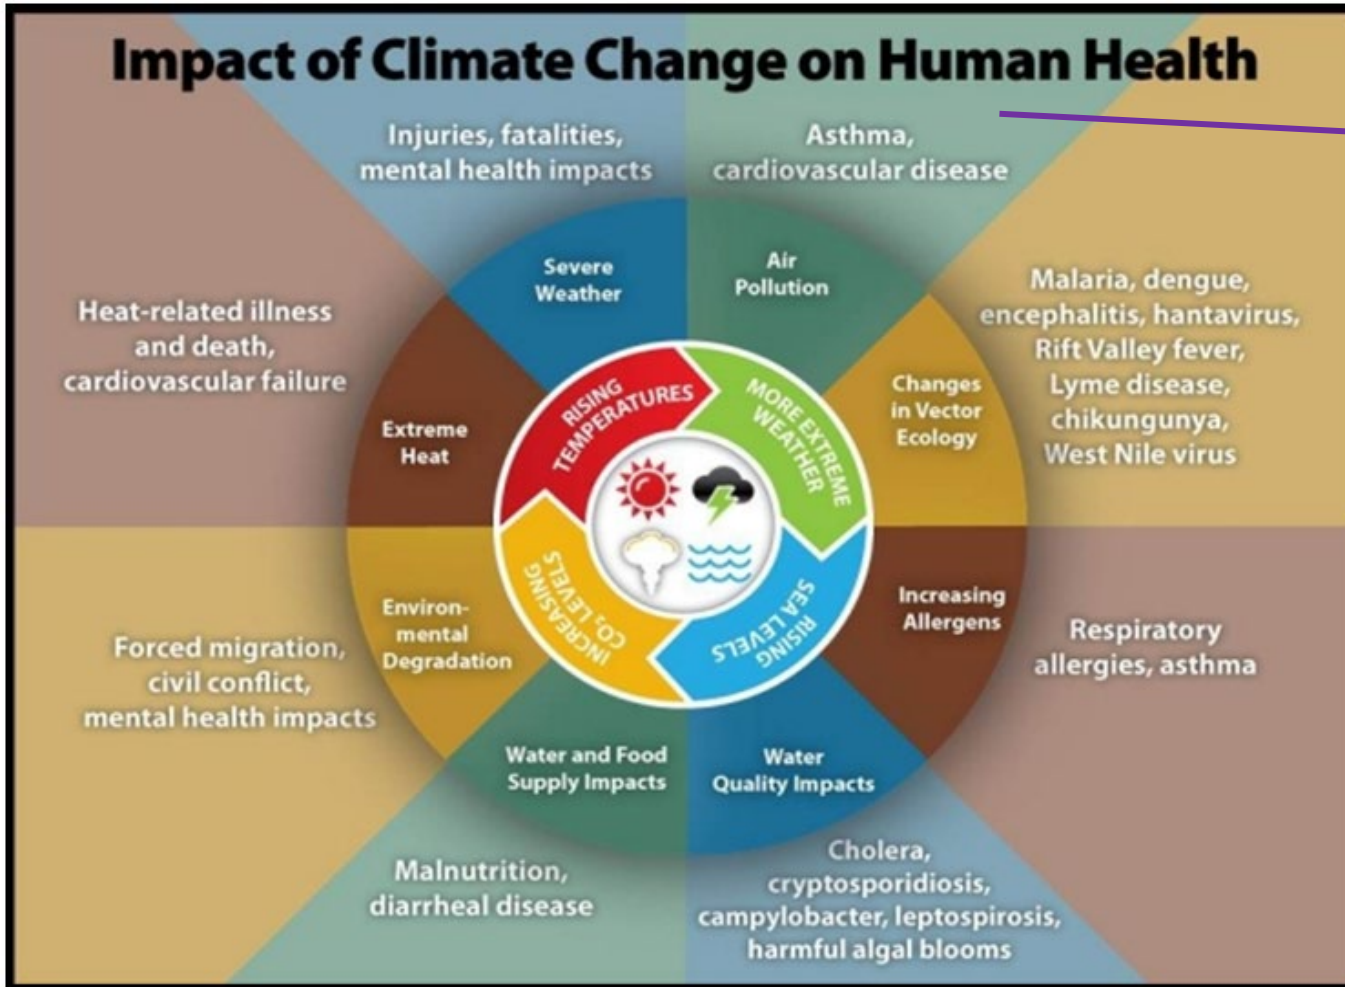 Impact of Climate Change on Human Health
Injuries, fatalities,
mental health impacts
Asthma,
cardiovascular disease
Severe
Weather
Air
Pollution
Heat-related illness
and death,
cardiovascular failure
Extreme
Heat
Changes
in Vector
Ecology
Malaria, dengue,
encephalitis, hantavirus,
Rift Valley fever,
Lyme disease,
chikungunya,
West Nile virus
RISING
TEMPERATURES
MORE EXTREME
WEATHER
INCREASING
CO₂ LEVELS
RISING
SEA LEVELS
Forced migration,
civil conflict,
mental health impacts
Environ-
mental
Degradation
Increasing
Allergens
Respiratory
allergies, asthma
Water and Food
Supply Impacts
Water
Quality Impacts
Malnutrition,
diarrheal disease
Cholera,
cryptosporidiosis,
campylobacter, leptospirosis,
harmful algal blooms